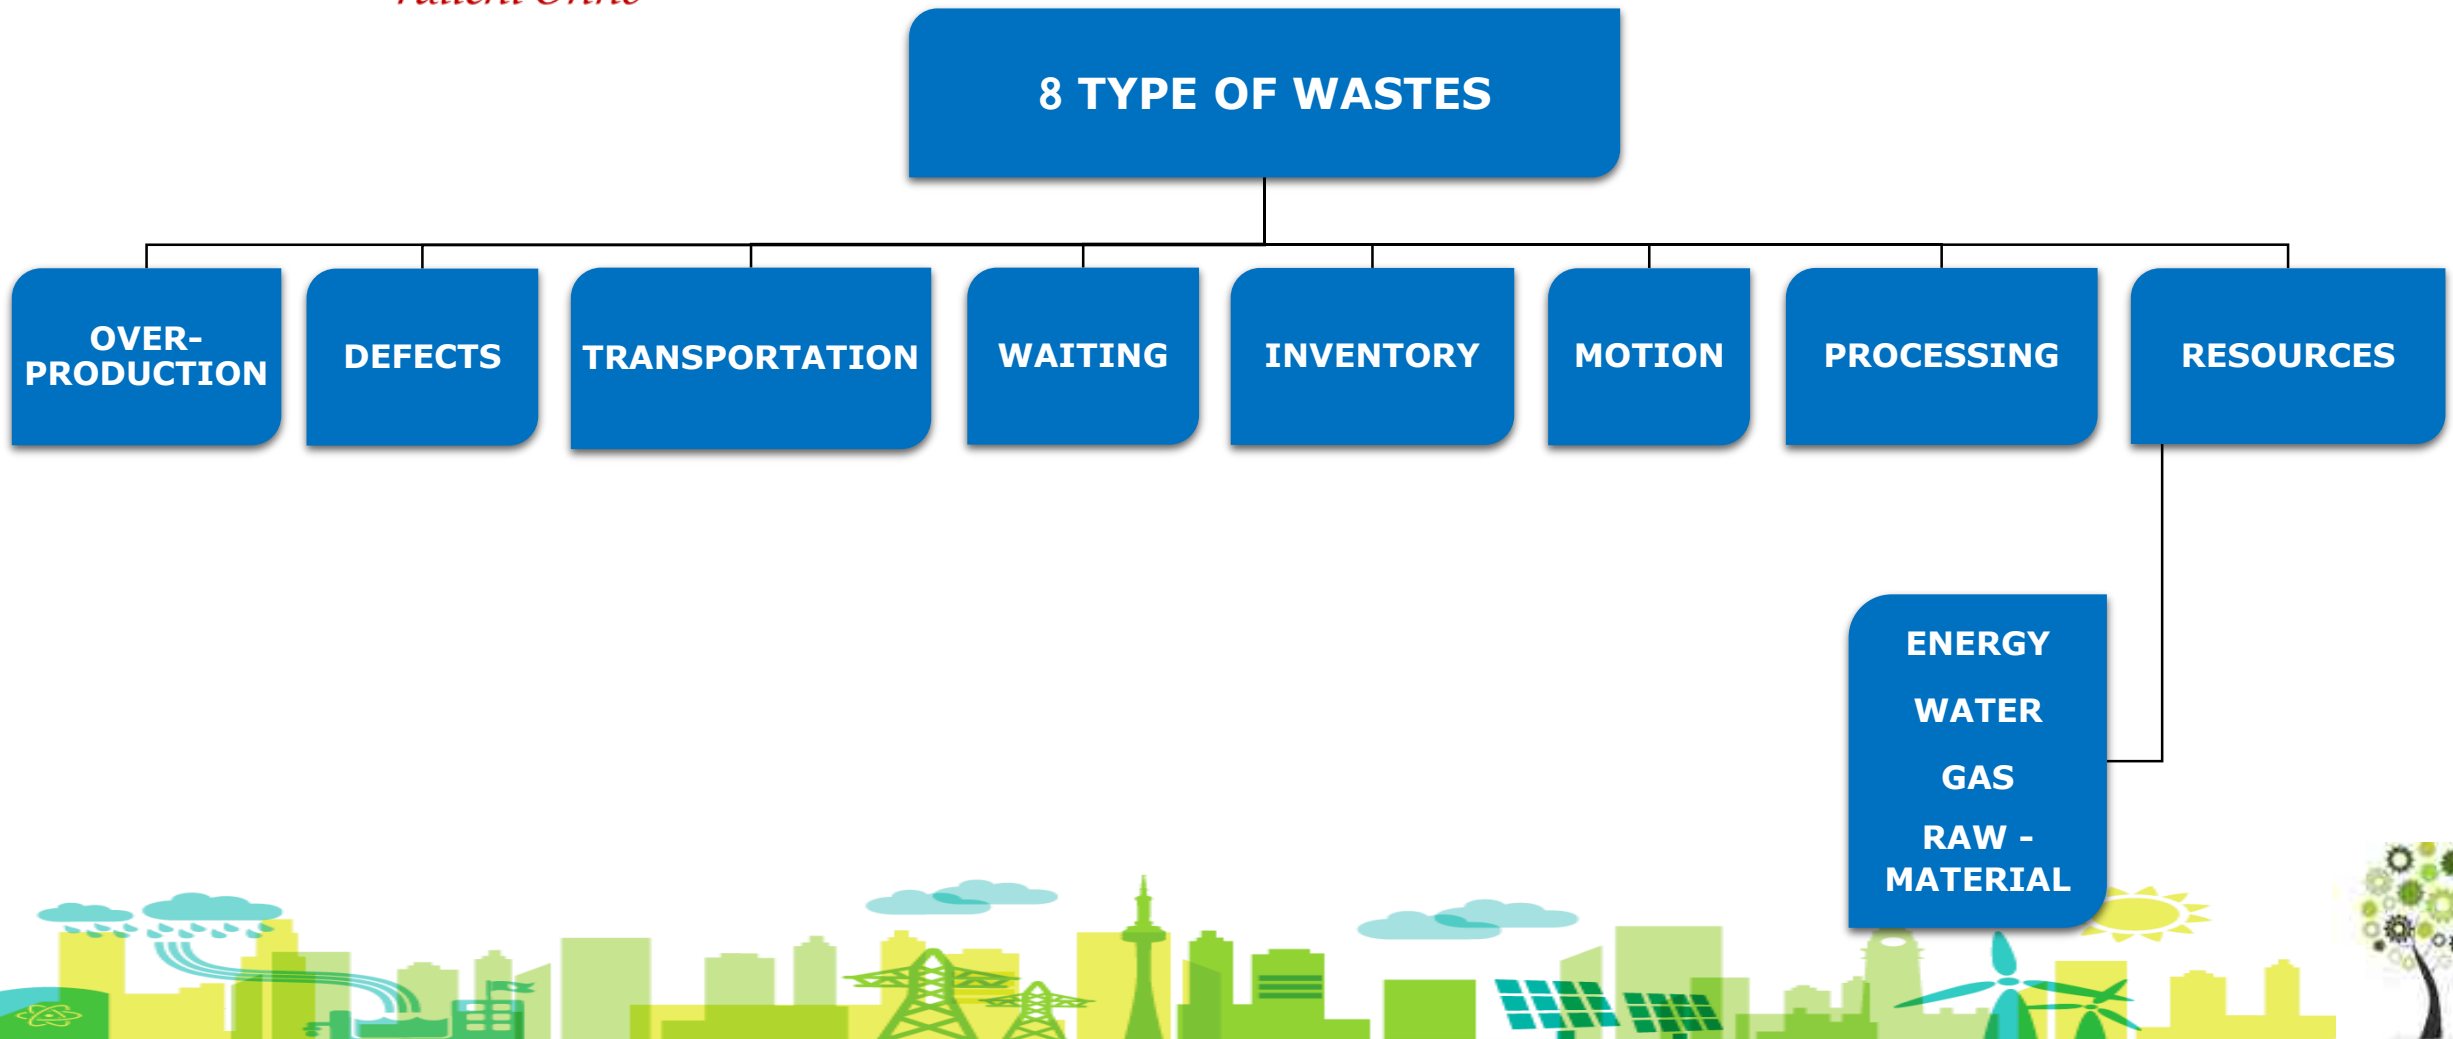 8 TYPE OF WASTES
OVER-
PRODUCTION
DEFECTS
TRANSPORTATION
WAITING
INVENTORY
MOTION
PROCESSING
RESOURCES
ENERGY
WATER
GAS
RAW –
MATERIAL